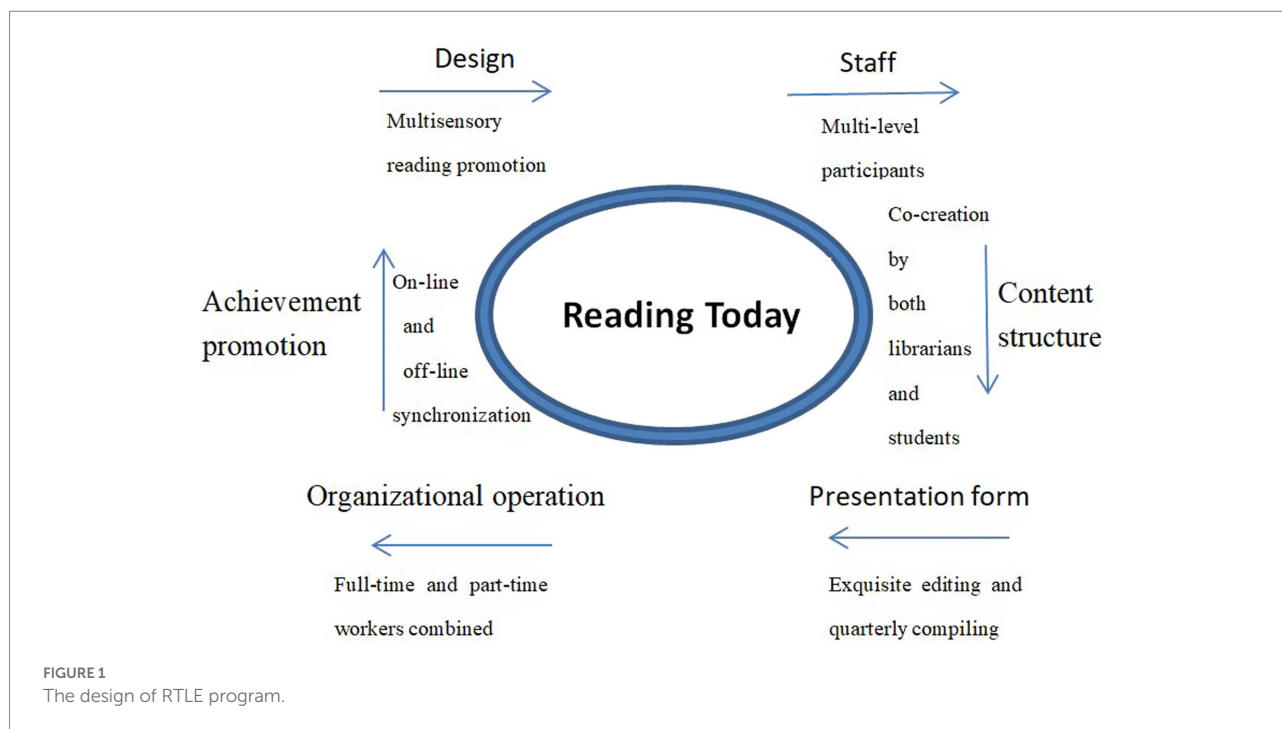 Design
Multisensory
reading promotion
Staff
Multi-level
participants
Co-creation
by
both
librarians
and
students
Content
structure
Reading Today
Achievement
promotion
On-line
and
off-line
synchronization
Organizational operation
Full-time and part-time
workers combined
Presentation form
Exquisite editing and
quarterly compiling
FIGURE 1
The design of RTLE program.